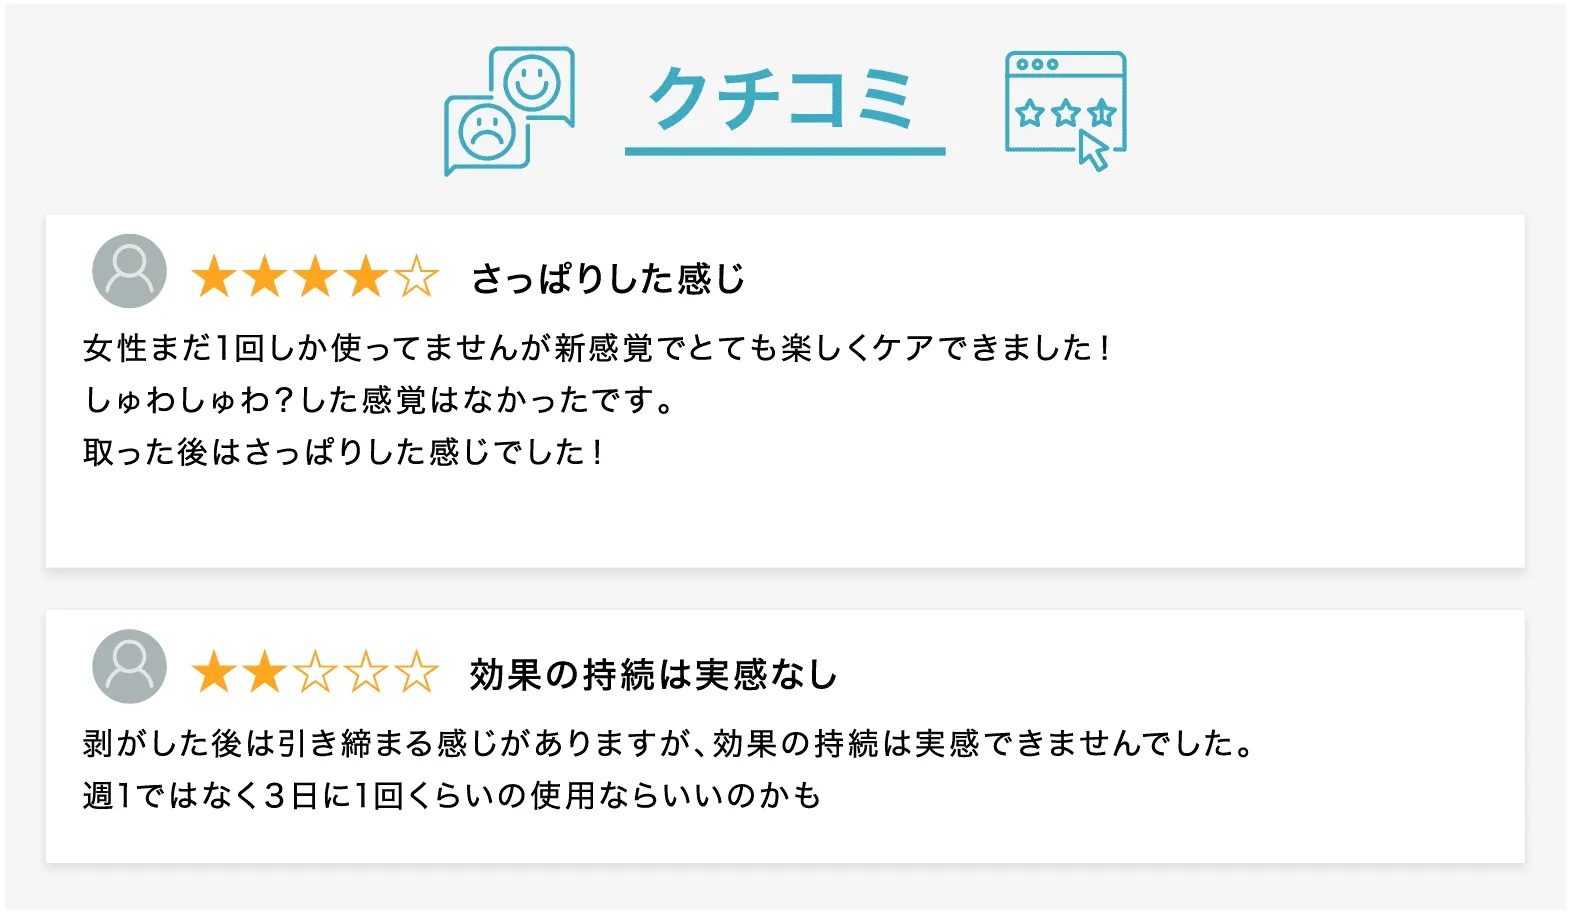 クチコミ
さっぱりした感じ
女性まだ1回しか使ってませんが新感覚でとても楽しくケアできました！
しゅわしゅわ？した感覚はなかったです。
取った後はさっぱりした感じでした！
効果の持続は実感なし
剥がした後は引き締まる感じがありますが、効果の持続は実感できませんでした。
週1ではなく3日に1回くらいの使用ならいいのかも